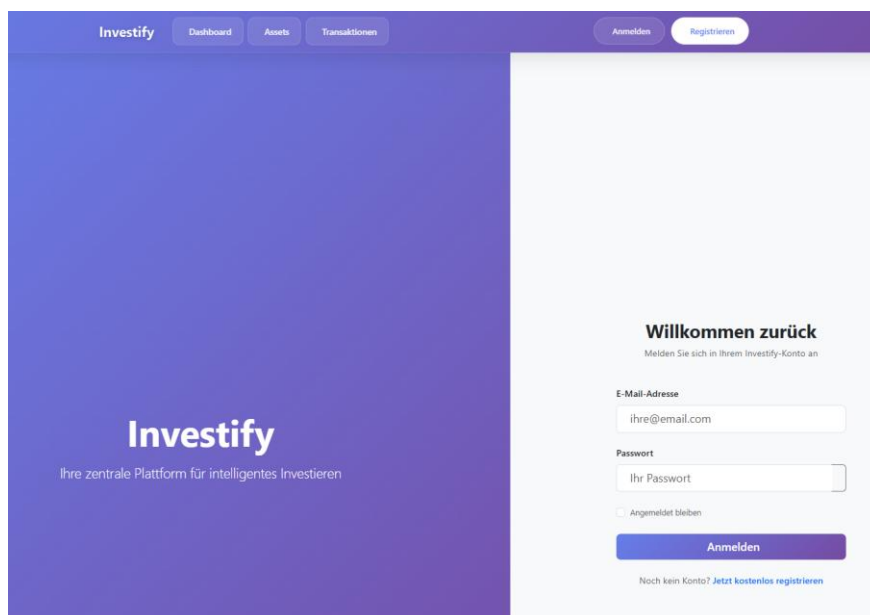 Investify
Dashboard
Assets
Transaktionen
Anmelden
Registrieren
Investify
Ihre zentrale Plattform für intelligentes Investieren
Willkommen zurück
Melden Sie sich in Ihrem Investify-Konto an
E-Mail-Adresse
ihre@email.com
Passwort
Ihr Passwort
Angemeldet bleiben
Anmelden
Noch kein Konto? Jetzt kostenlos registrieren